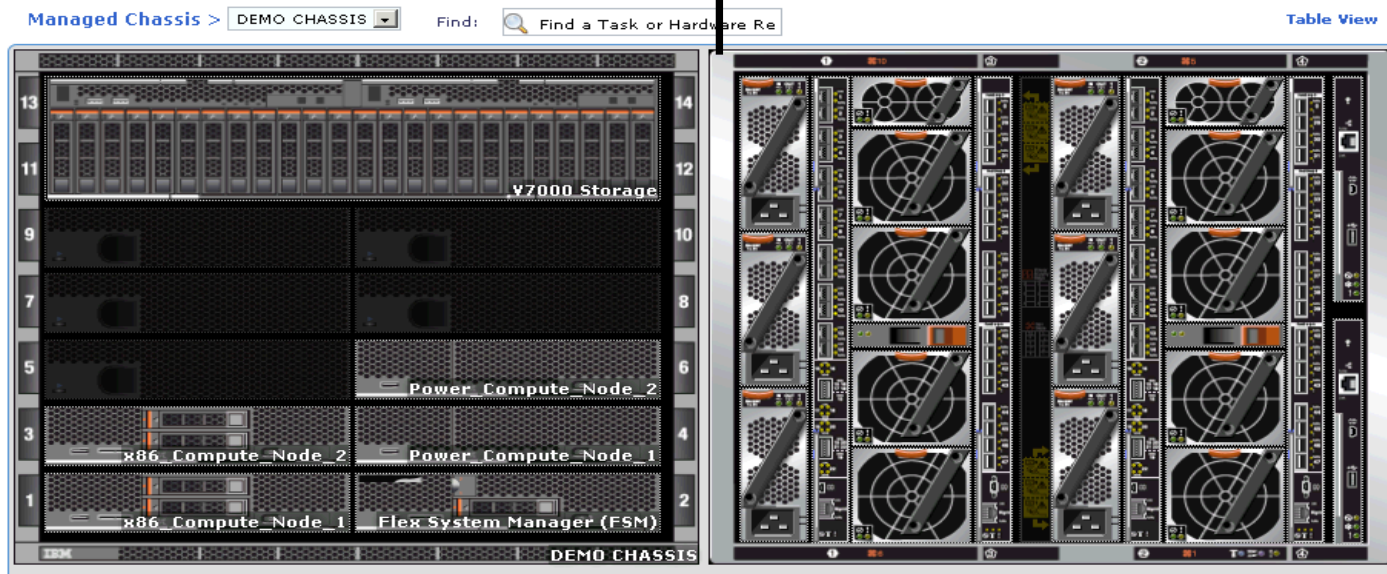 Managed Chassis > DEMO CHASSIS Find: Find a Task or Hardware Re Table View
13 14
11 12
V7000 Storage
9 10
7 8
5 6
Power_Compute_Node_2
3 4
x86_Compute_Node_2 Power_Compute_Node_1
1 2
x86_Compute_Node_1 Flex System Manager (FSM)
IBM DEMO CHASSIS